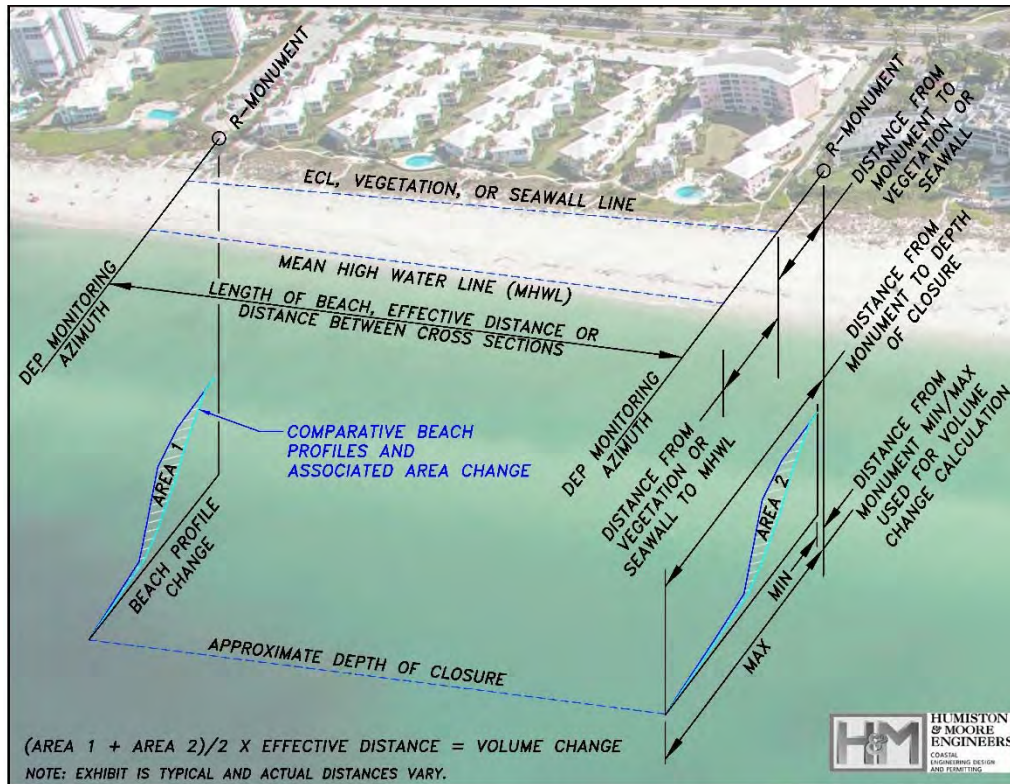 R-MONUMENT
R-MONUMENT
DISTANCE FROM
MONUMENT TO
VEGETATION OR
SEAWALL
ECL, VEGETATION, OR SEAWALL LINE
MEAN HIGH WATER LINE (MHWL)
LENGTH OF BEACH, EFFECTIVE DISTANCE OR
DISTANCE BETWEEN CROSS SECTIONS
DEP MONITORING
AZIMUTH
DISTANCE FROM
MONUMENT TO DEPTH
OF CLOSURE
DEP MONITORING
AZIMUTH
DISTANCE FROM
VEGETATION OR
SEAWALL TO MHWL
DISTANCE FROM
MONUMENT MIN/MAX
USED FOR VOLUME
CHANGE CALCULATION
COMPARATIVE BEACH
PROFILES AND
ASSOCIATED AREA CHANGE
AREA 1
BEACH PROFILE
CHANGE
AREA 2
MIN
MAX
APPROXIMATE DEPTH OF CLOSURE
(AREA 1 + AREA 2)/2 X EFFECTIVE DISTANCE = VOLUME CHANGE
NOTE: EXHIBIT IS TYPICAL AND ACTUAL DISTANCES VARY.
H&M
HUMISTON
& MOORE
ENGINEERS
COASTAL
ENGINEERING DESIGN
AND PERMITTING